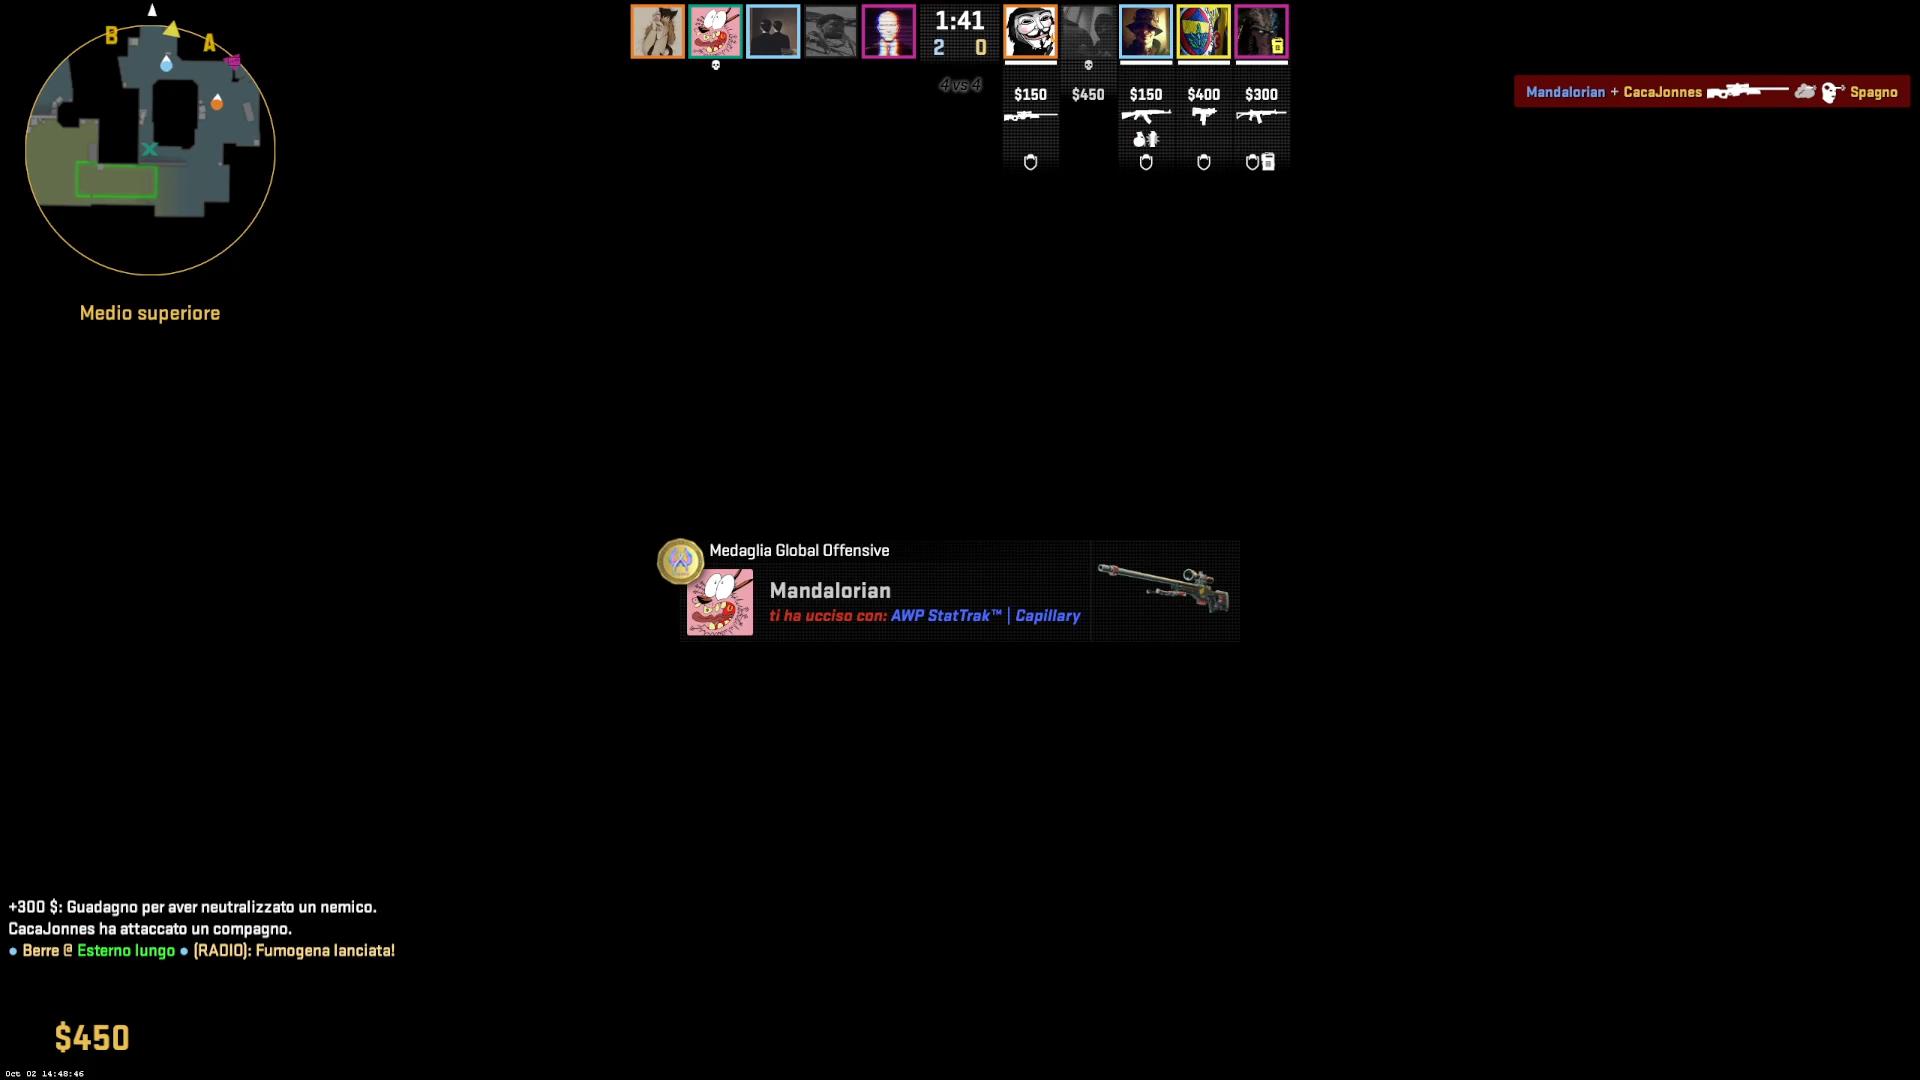 B
A
Medio superiore
1:41
2 0
4 vs 4
$150 $450 $150 $400 $300
Mandalorian + CacaJonnes Spagno
Medaglia Global Offensive
Mandalorian
ti ha ucciso con: AWP StatTrak™ | Capillary
+300 $: Guadagno per aver neutralizzato un nemico.
CacaJonnes ha attaccato un compagno.
● Berre @ Esterno lungo ● (RADIO): Fumogena lanciata!
$450
Oct 02 14:48:46